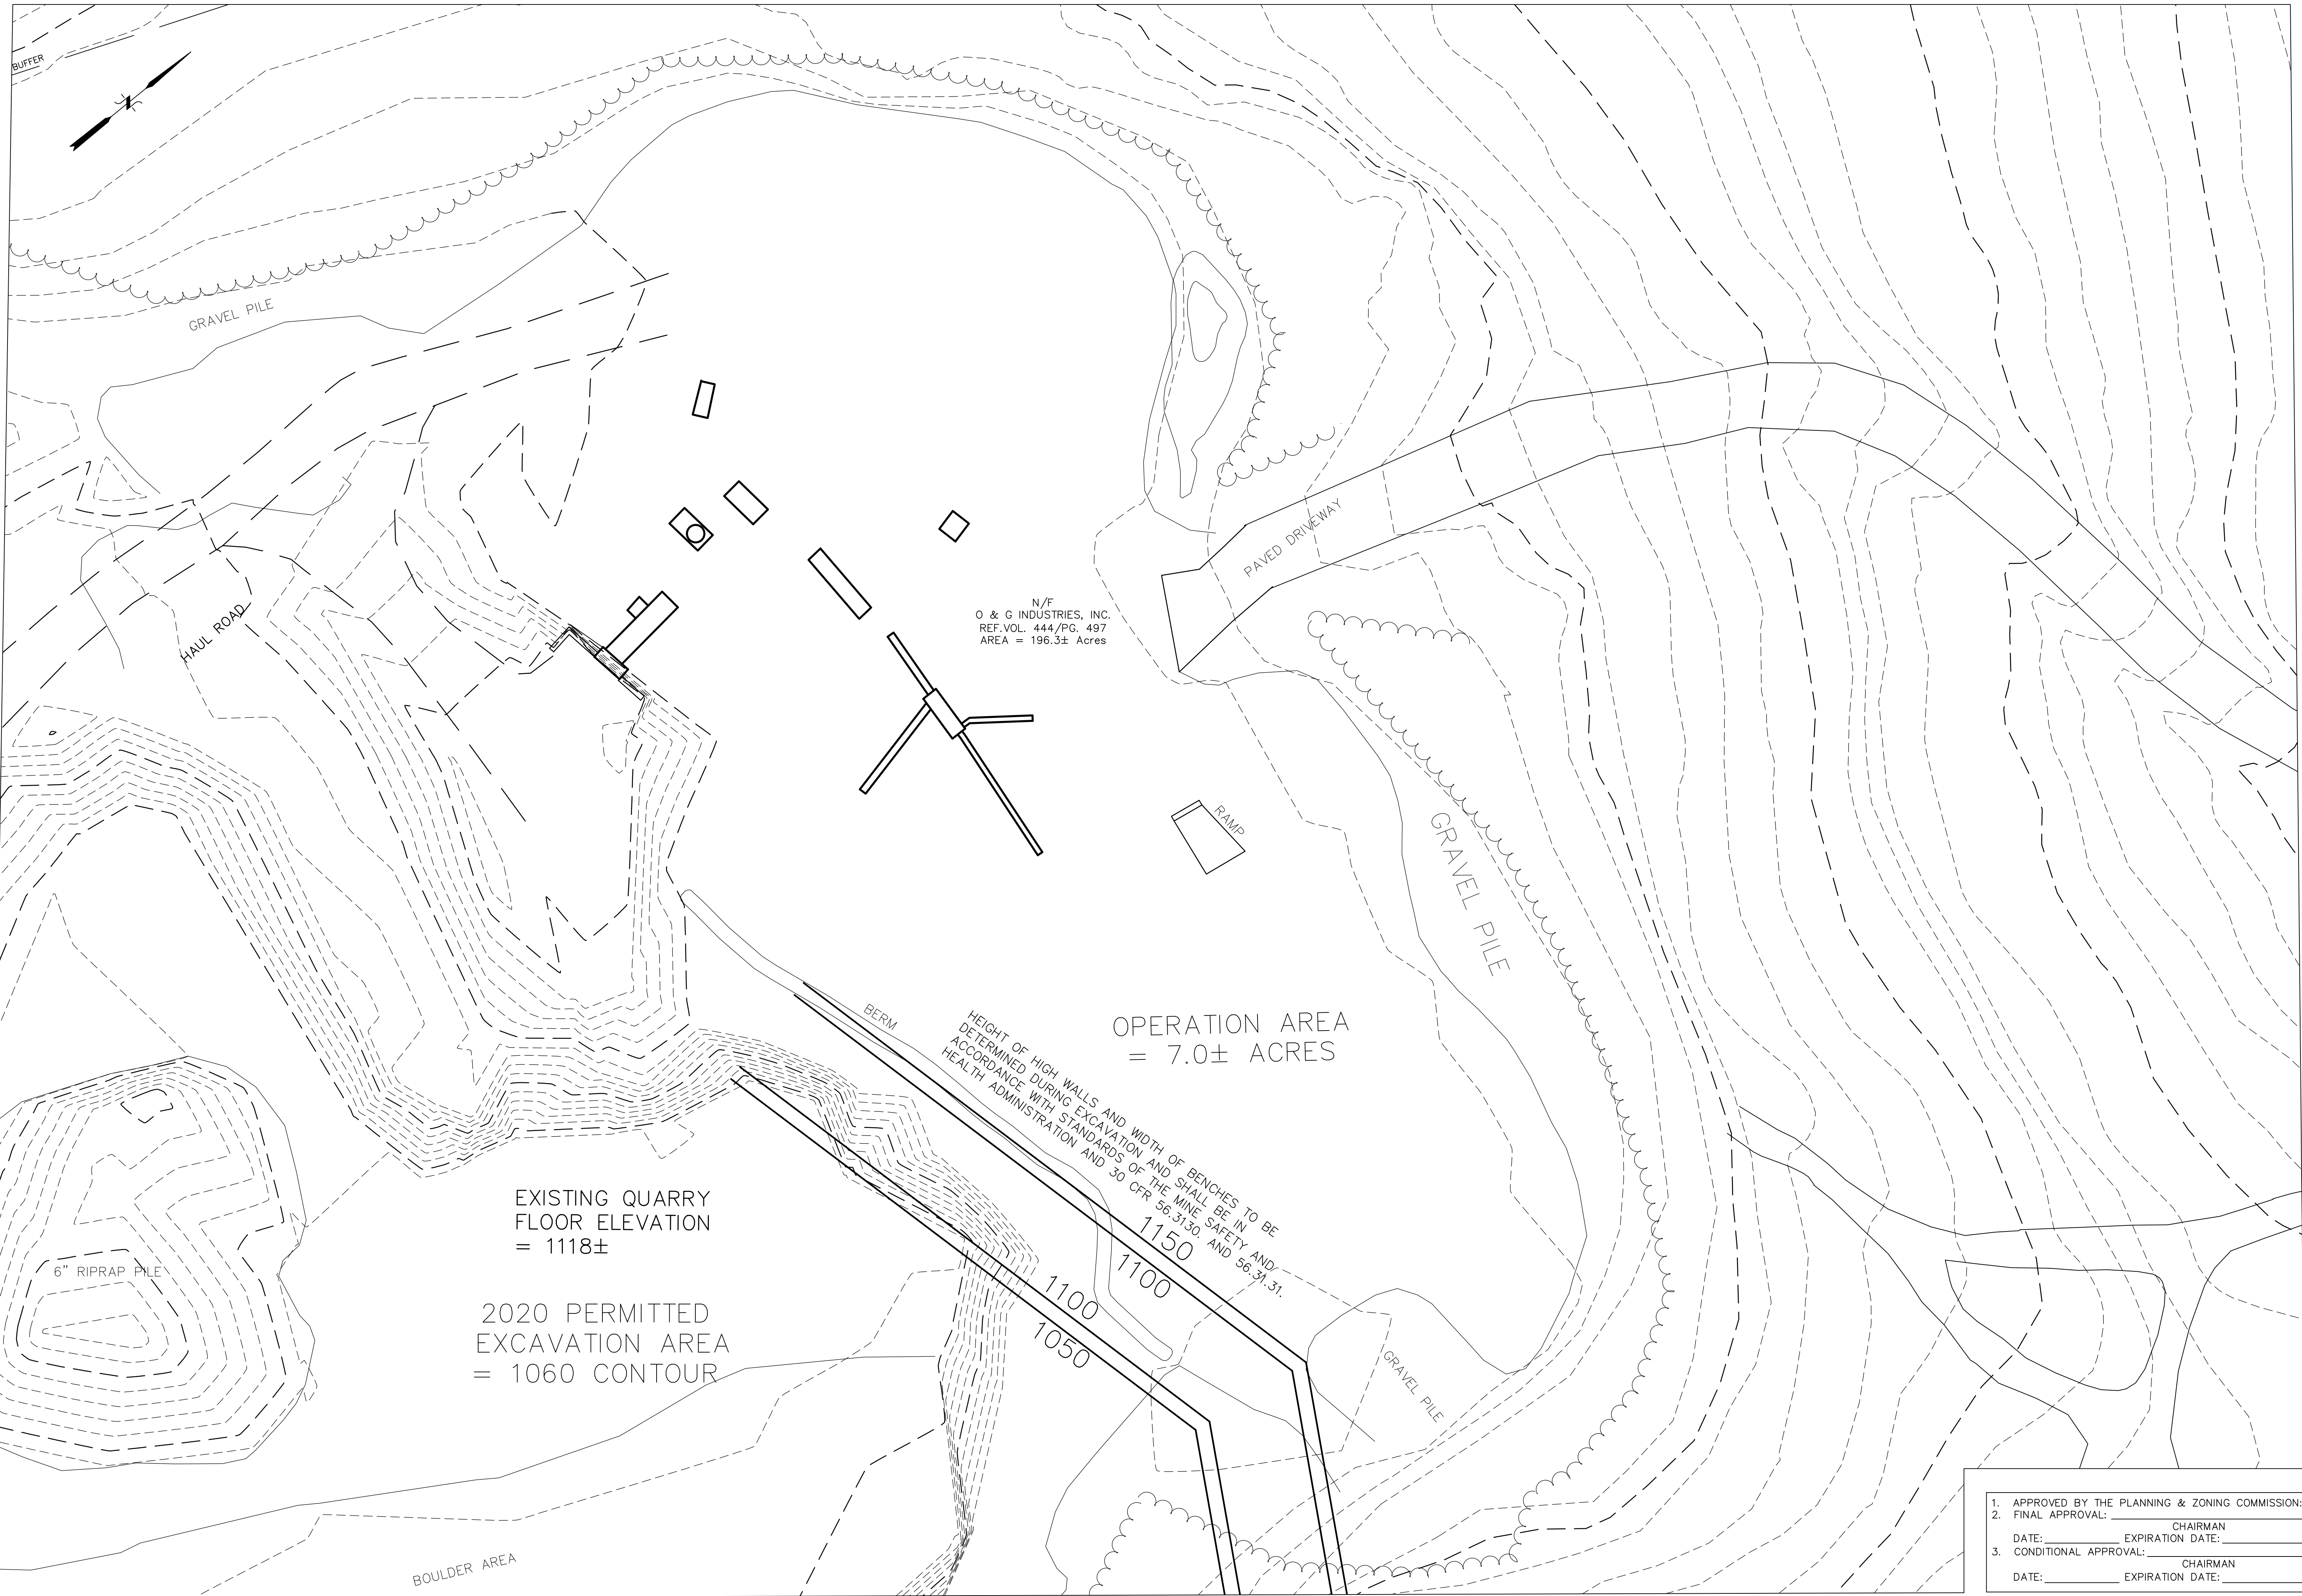 BUFFER
N
GRAVEL PILE
HAUL ROAD
PAVED DRIVEWAY
N/F
O & G INDUSTRIES, INC.
REF.VOL. 444/PG. 497
AREA = 196.3± Acres
RAMP
GRAVEL PILE
BERM
OPERATION AREA
= 7.0± ACRES
HEIGHT OF HIGH WALLS AND WIDTH OF BENCHES TO BE
DETERMINED DURING EXCAVATION AND SHALL BE IN
ACCORDANCE WITH STANDARDS OF THE MINE SAFETY AND
HEALTH ADMINISTRATION AND 30 CFR 56.3130. AND 56.31.31.
1150
1100
1100
1050
EXISTING QUARRY
FLOOR ELEVATION
= 1118±
6" RIPRAP PILE
2020 PERMITTED
EXCAVATION AREA
= 1060 CONTOUR
GRAVEL PILE
BOULDER AREA
1. APPROVED BY THE PLANNING & ZONING COMMISSION:
2. FINAL APPROVAL:
CHAIRMAN
DATE: EXPIRATION DATE:
3. CONDITIONAL APPROVAL:
CHAIRMAN
DATE: EXPIRATION DATE: